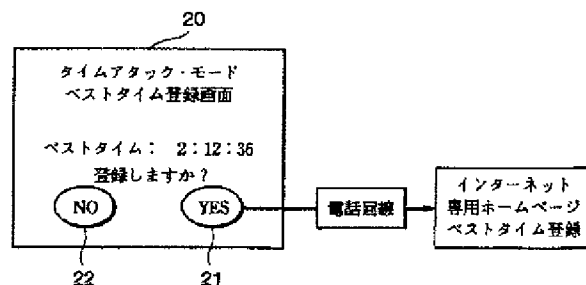 20
タイムアタック・モード
ベストタイム登録画面
ベストタイム： 2:12:36
登録しますか？
NO
YES
電話回線
インターネット
専用ホームページ
ベストタイム登録
22
21